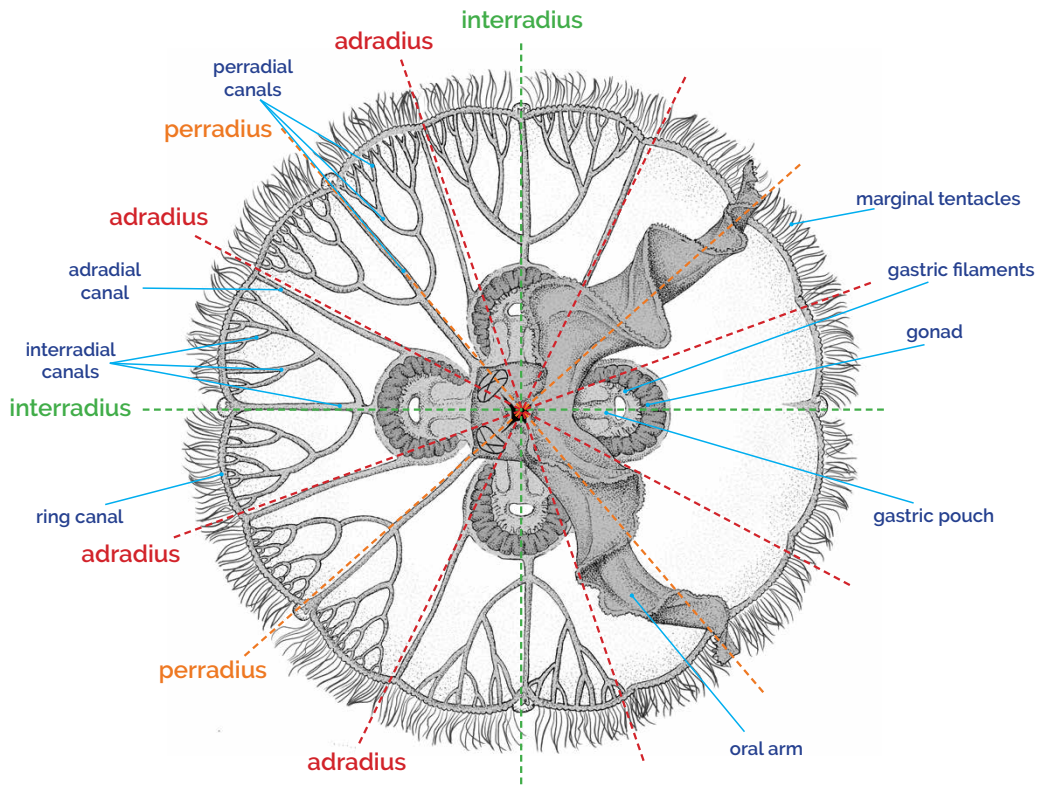 interradius
adradius
perradial
canals
perradius
marginal tentacles
adradius
adradial
canal
gastric filaments
gonad
interradial
canals
interradius
ring canal
gastric pouch
adradius
perradius
oral arm
adradius